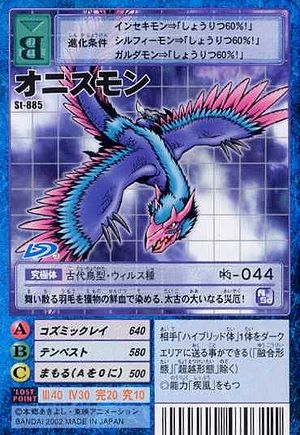 B
しん か じょうけん
進化条件
インセキモン⇒「しょうりつ60%!」
シルフィーモン⇒「しょうりつ60%!」
ガルダモン⇒「しょうりつ60%!」
オニスモン
St-885
究極体
古代鳥型・ウィルス種
-044
舞い散る羽毛を獲物の鮮血で染める、太古の大いなる災厄!
A コズミックレイ 640
B テンペスト 580
C まもる(Aを0に) 500
LOST POINT Ⅲ40 Ⅳ30 完20 究10
相手「ハイブリッド体」1体をダーク
エリアに送る事ができる(「融合形
態」「超越形態」除く)
◎能力「疾風」をもつ
©本郷あきよし・東映アニメーション
BANDAI 2002 MADE IN JAPAN